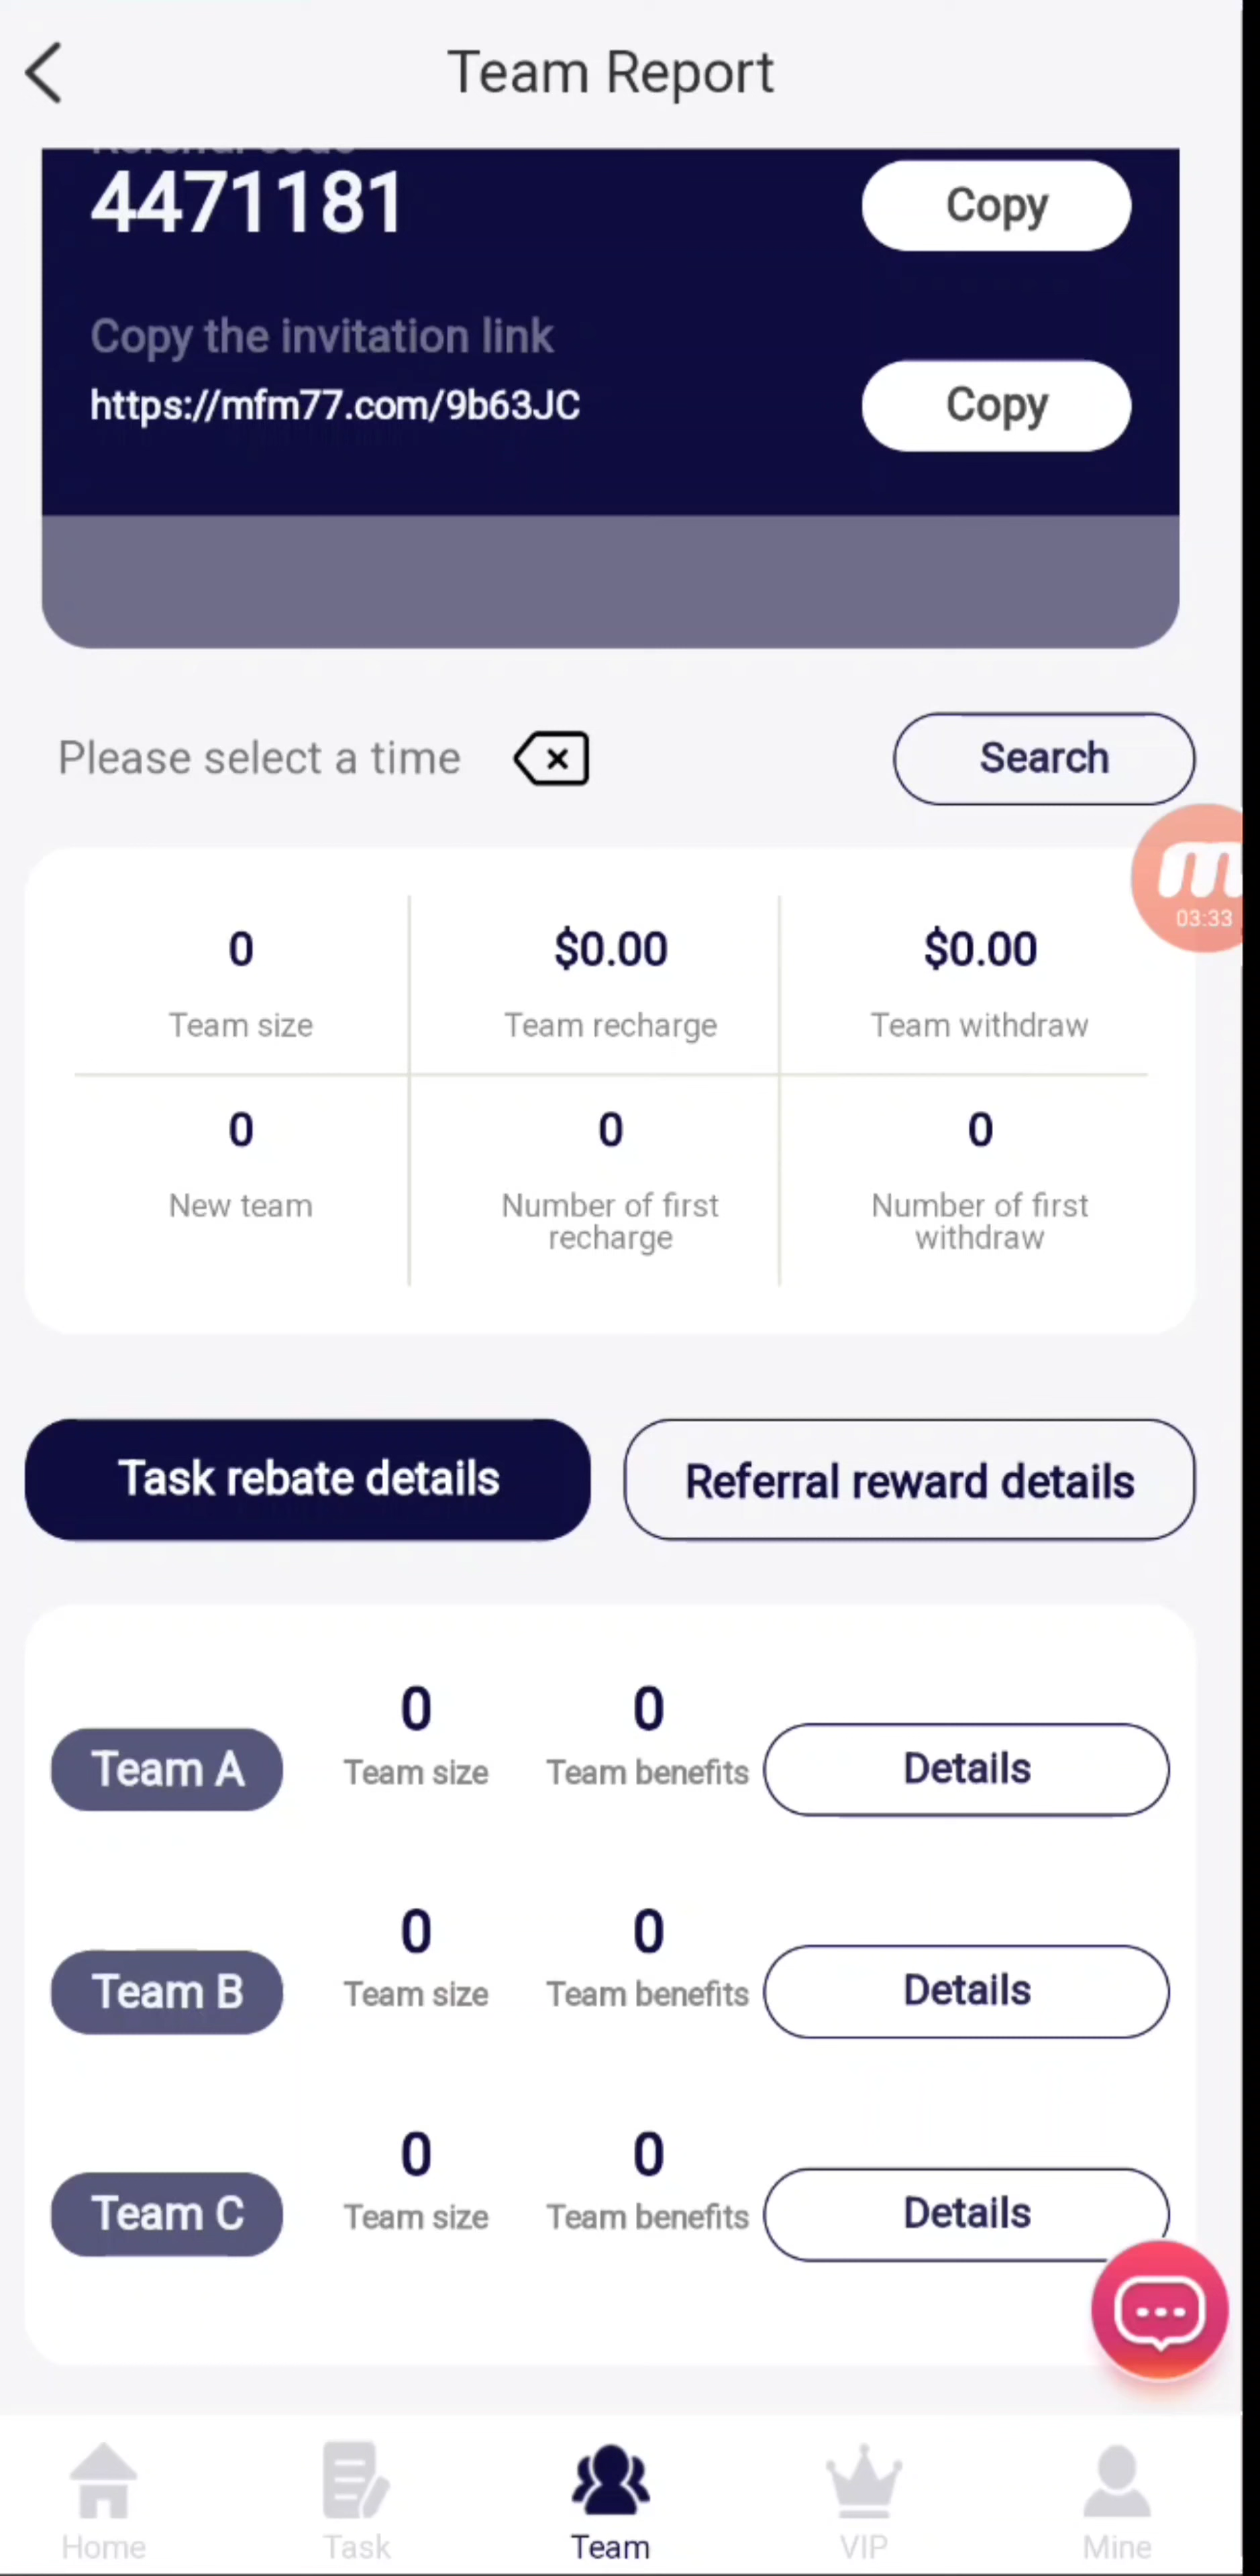 Team Report
4471181
Copy
Copy the invitation link
https://mfm77.com/9b63JC
Copy
Please select a time
Search
03:33
0
$0.00
$0.00
Team size
Team recharge
Team withdraw
0
0
0
New team
Number of first
recharge
Number of first
withdraw
Task rebate details
Referral reward details
Team A
0
Team size
0
Team benefits
Details
Team B
0
Team size
0
Team benefits
Details
Team C
0
Team size
0
Team benefits
Details
Home
Task
Team
VIP
Mine